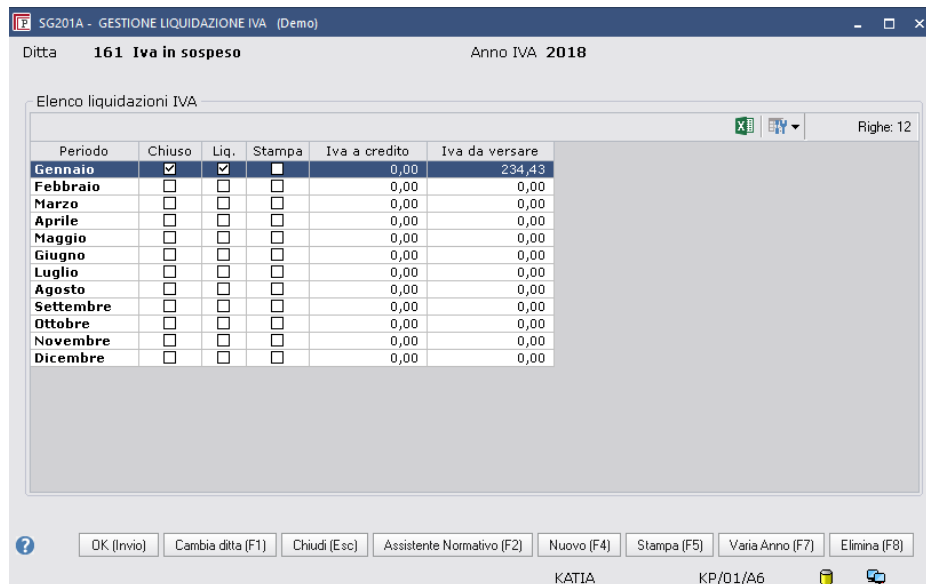 SG201A - GESTIONE LIQUIDAZIONE IVA (Demo)
Ditta 161 Iva in sospeso Anno IVA 2018
Elenco liquidazioni IVA
Righe: 12
Periodo Chiuso Liq. Stampa Iva a credito Iva da versare
Gennaio 0,00 234,43
Febbraio 0,00 0,00
Marzo 0,00 0,00
Aprile 0,00 0,00
Maggio 0,00 0,00
Giugno 0,00 0,00
Luglio 0,00 0,00
Agosto 0,00 0,00
Settembre 0,00 0,00
Ottobre 0,00 0,00
Novembre 0,00 0,00
Dicembre 0,00 0,00
OK (Invio) Cambia ditta (F1) Chiudi (Esc) Assistente Normativo (F2) Nuovo (F4) Stampa (F5) Varia Anno (F7) Elimina (F8)
KATIA KP/01/A6